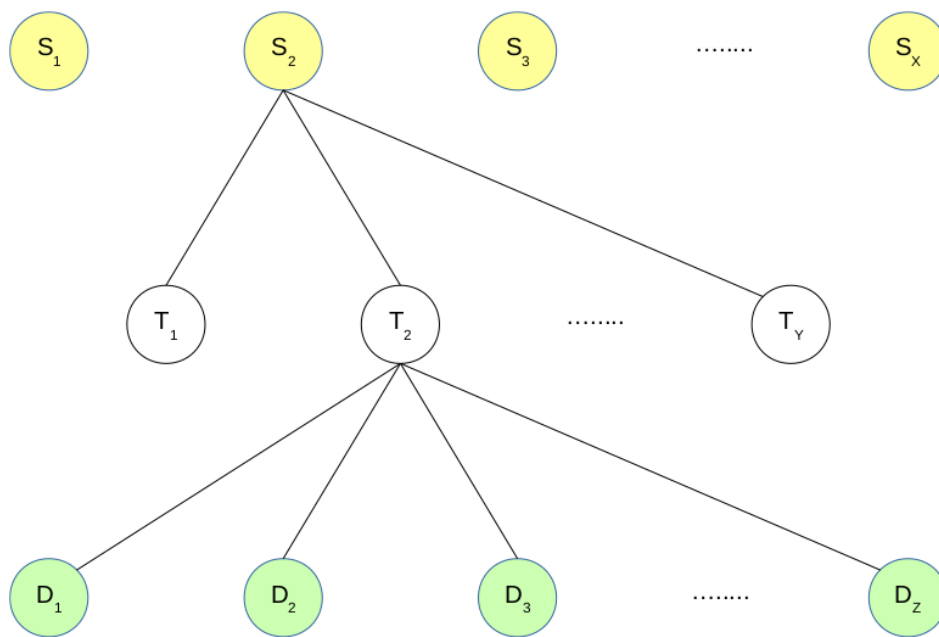 S1 S2 S3 ........ SX
T1 T2 ........ TY
D1 D2 D3 ........ DZ